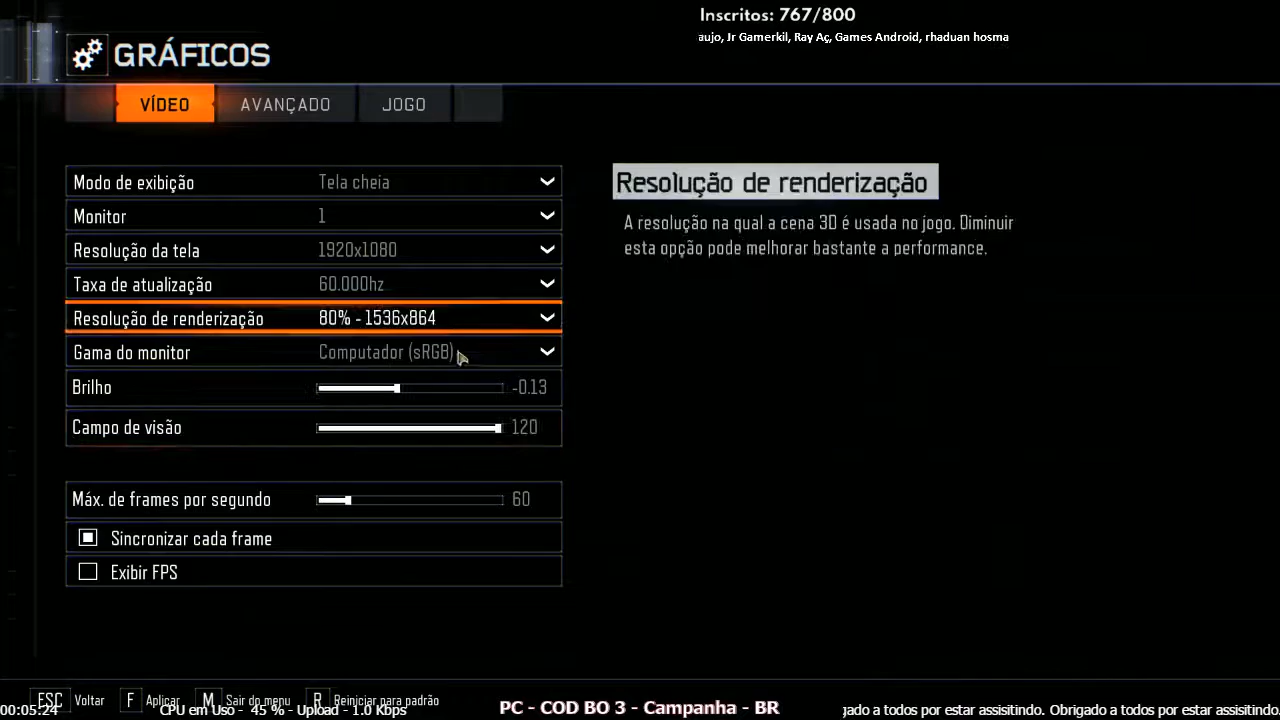 Inscritos: 767/800
aujo, Jr Gamerkil, Ray Aç, Games Android, rhaduan hosma
GRÁFICOS
VÍDEO AVANÇADO JOGO
Modo de exibição Tela cheia
Monitor 1
Resolução da tela 1920x1080
Taxa de atualização 60.000hz
Resolução de renderização 80% - 1536x864
Gama do monitor Computador (sRGB)
Brilho -0.13
Campo de visão 120
Máx. de frames por segundo 60
Sincronizar cada frame
Exibir FPS
Resolução de renderização
A resolução na qual a cena 3D é usada no jogo. Diminuir
esta opção pode melhorar bastante a performance.
ESC Voltar F Aplicar M Sair do menu R Reiniciar para padrão
00:05:24 CPU em Uso - 45 % - Upload - 1.0 Kbps PC - COD BO 3 - Campanha - BR gado a todos por estar assisitindo. Obrigado a todos por estar assisitindo.